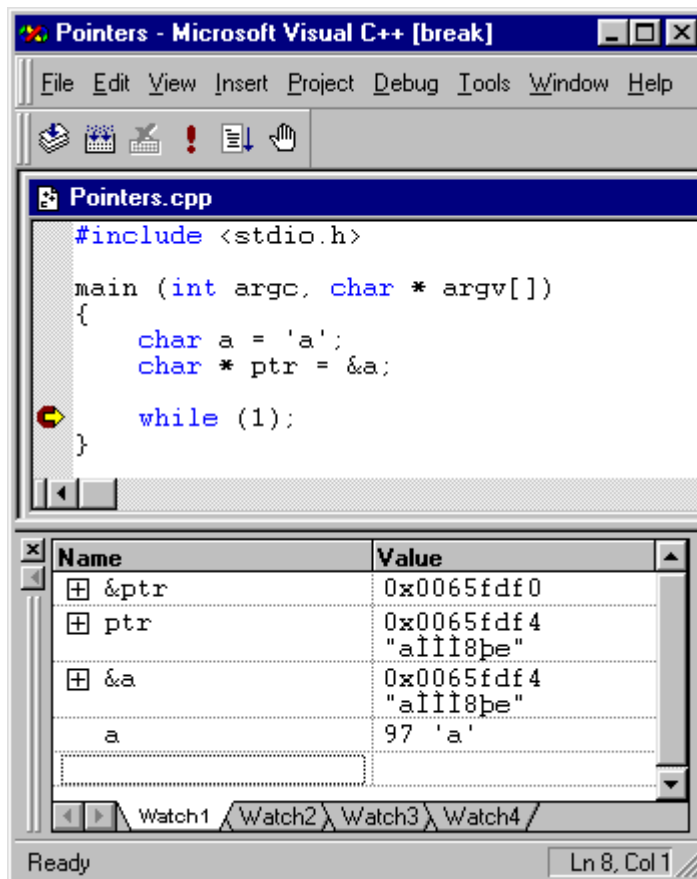 Pointers - Microsoft Visual C++ [break]
File Edit View Insert Project Debug Tools Window Help
Pointers.cpp
#include <stdio.h>
main (int argc, char * argv[])
{
char a = 'a';
char * ptr = &a;
while (1);
}
Name Value
&ptr 0x0065fdf0
ptr 0x0065fdf4
"aÌÌÌ8þe"
&a 0x0065fdf4
"aÌÌÌ8þe"
a 97 'a'
Watch1 Watch2 Watch3 Watch4
Ready Ln 8, Col 1